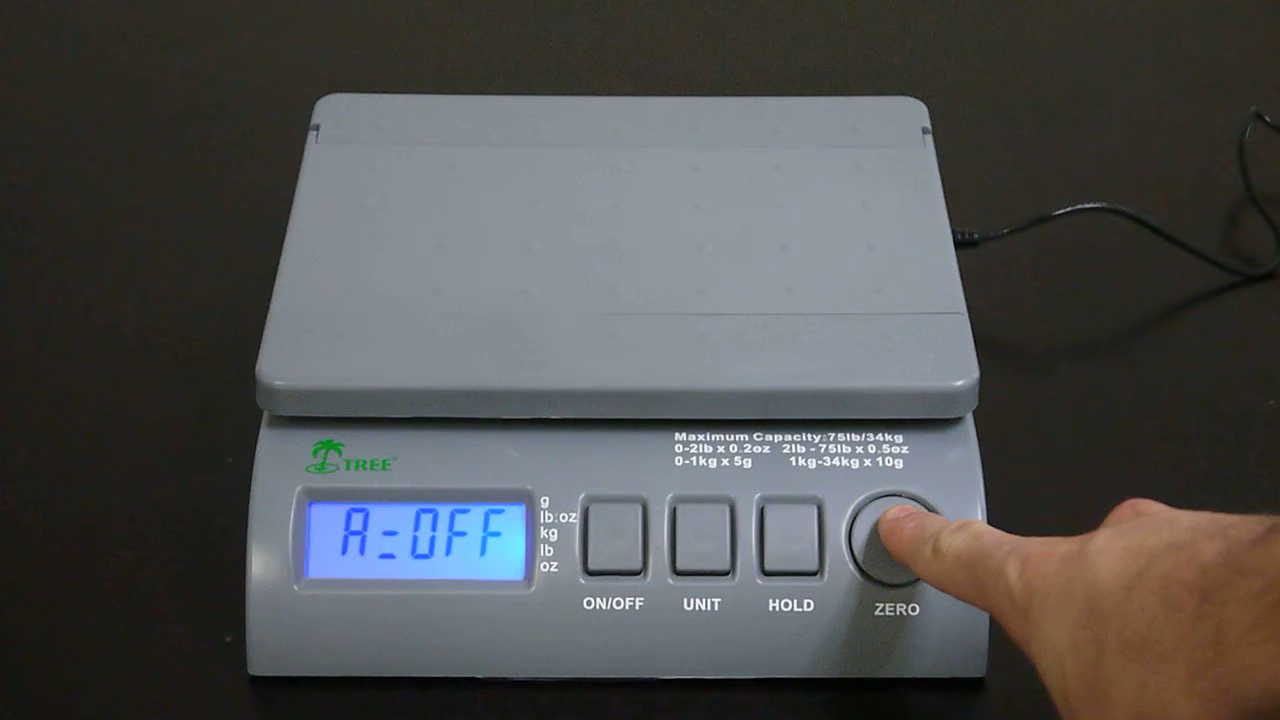 Maximum Capacity:75lb/34kg
0-2lb x 0.2oz 2lb - 75lb x 0.5oz
0-1kg x 5g 1kg-34kg x 10g
TREE™
A=OFF
g
lb:oz
kg
lb
oz
ON/OFF
UNIT
HOLD
ZERO